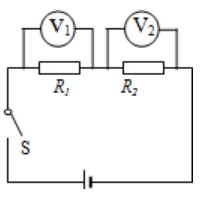 V₁ V₂
R₁ R₂
S